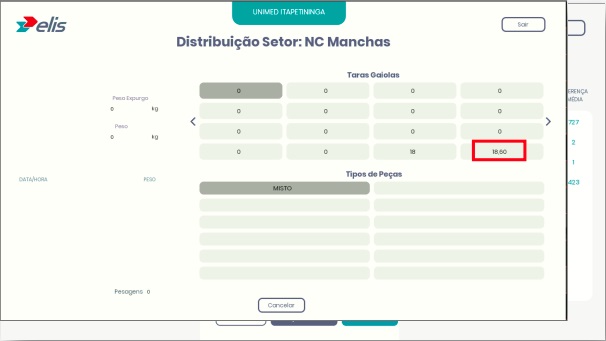 UNIMED ITAPETININGA
elis
Sair
Distribuição Setor: NC Manchas
Taras Gaiolas
0 0 0 0
0 0 0 0
0 0 0 0
0 0 18 18,60
Peso Expurgo
0 kg
Peso
0 kg
DATA/HORA PESO
Tipos de Peças
MISTO
Pesagens 0
Cancelar
MÉDIA
727
2
1
423